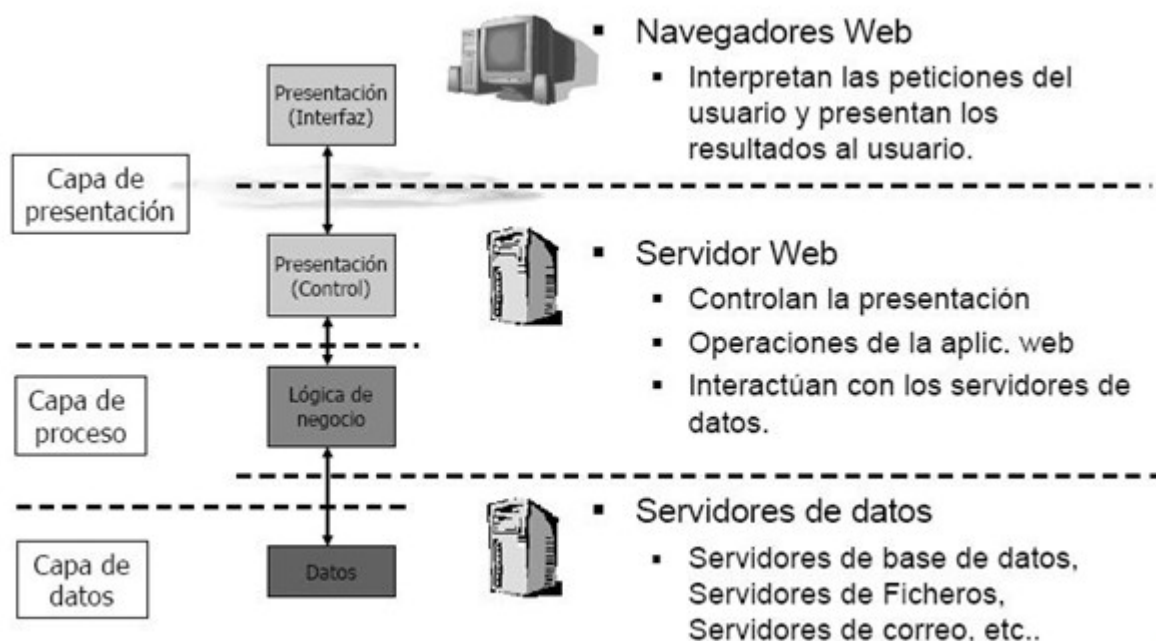 Navegadores Web
Interpretan las peticiones del
usuario y presentan los
resultados al usuario.
Presentación
(Interfaz)
Capa de
presentación
Presentación
(Control)
Servidor Web
Controlan la presentación
Operaciones de la aplic. web
Interactúan con los servidores de
datos.
Capa de
proceso
Lógica de
negocio
Servidores de datos
Servidores de base de datos,
Servidores de Ficheros,
Servidores de correo, etc..
Capa de
datos
Datos